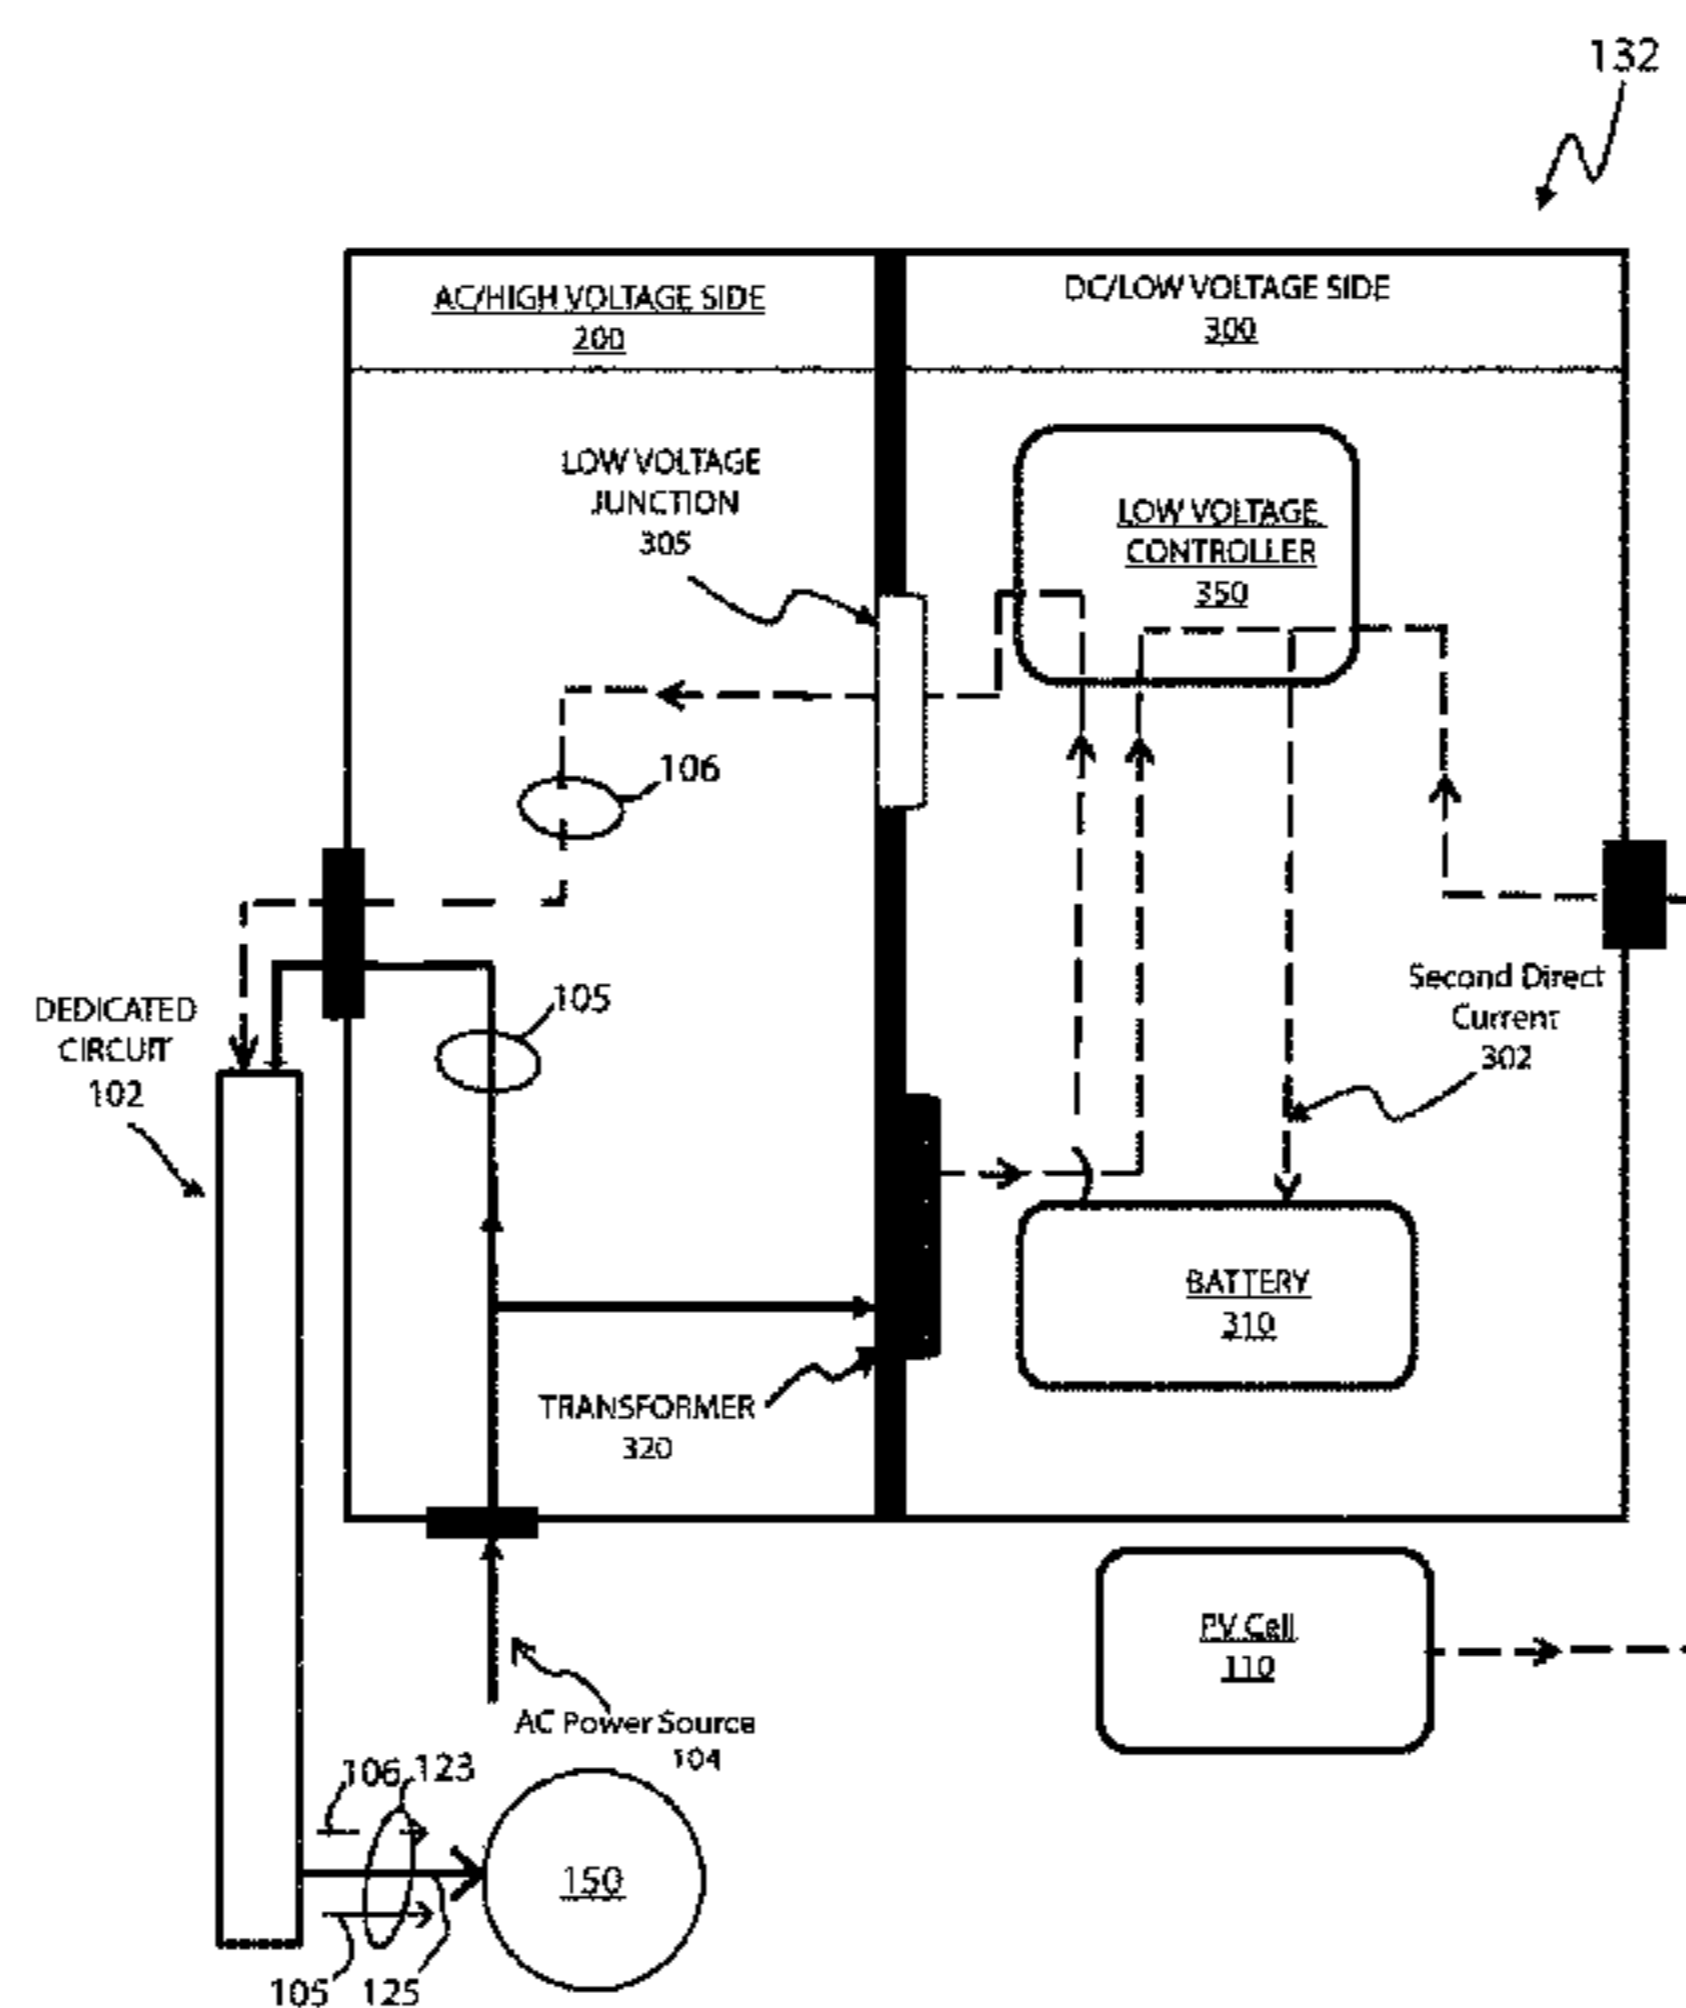 132
AC/HIGH VOLTAGE SIDE
200
DC/LOW VOLTAGE SIDE
300
LOW VOLTAGE
JUNCTION
305
LOW VOLTAGE
CONTROLLER
350
106
105
DEDICATED
CIRCUIT
102
Second Direct
Current
302
BATTERY
310
TRANSFORMER
320
PV Cell
110
AC Power Source
104
106
123
150
105
125